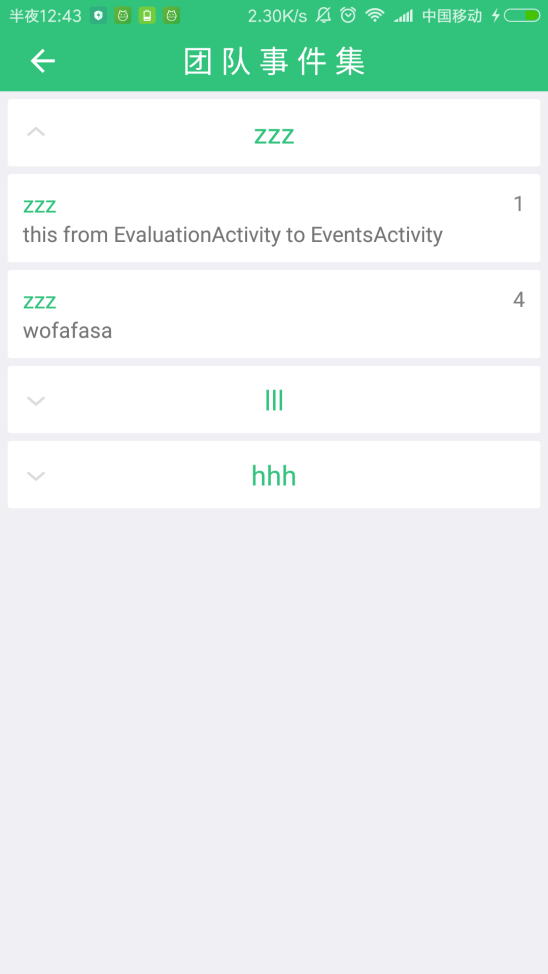 半夜12:43 2.30K/s 中国移动
团队事件集
zzz
zzz 1
this from EvaluationActivity to EventsActivity
zzz 4
wofafasa
lll
hhh